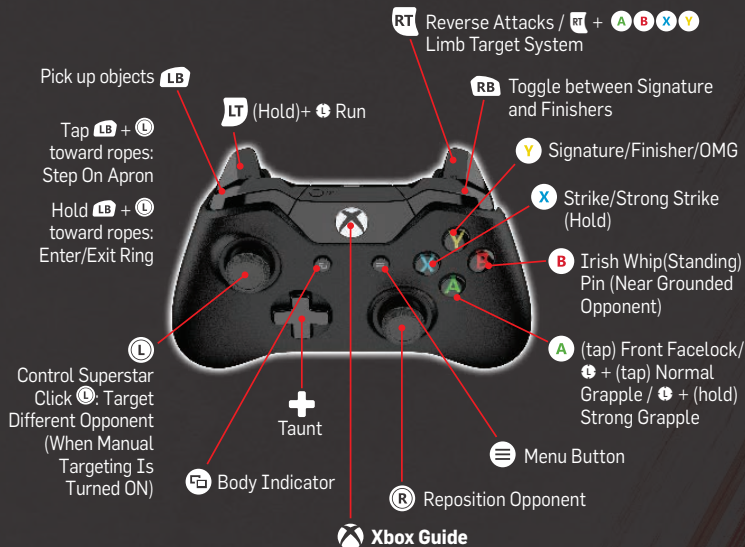 RT Reverse Attacks / RT + A B X Y
Limb Target System
Pick up objects LB
RB Toggle between Signature
and Finishers
LT (Hold)+ L Run
Tap LB + L
toward ropes:
Step On Apron
Y Signature/Finisher/OMG
X Strike/Strong Strike
(Hold)
Hold LB + L
toward ropes:
Enter/Exit Ring
Y
X
B
A
B Irish Whip(Standing)
Pin (Near Grounded
Opponent)
L
Control Superstar
Click L: Target
Different Opponent
(When Manual
Targeting Is
Turned ON)
A (tap) Front Facelock/
L + (tap) Normal
Grapple / L + (hold)
Strong Grapple
Taunt
Menu Button
Body Indicator
R Reposition Opponent
Xbox Guide